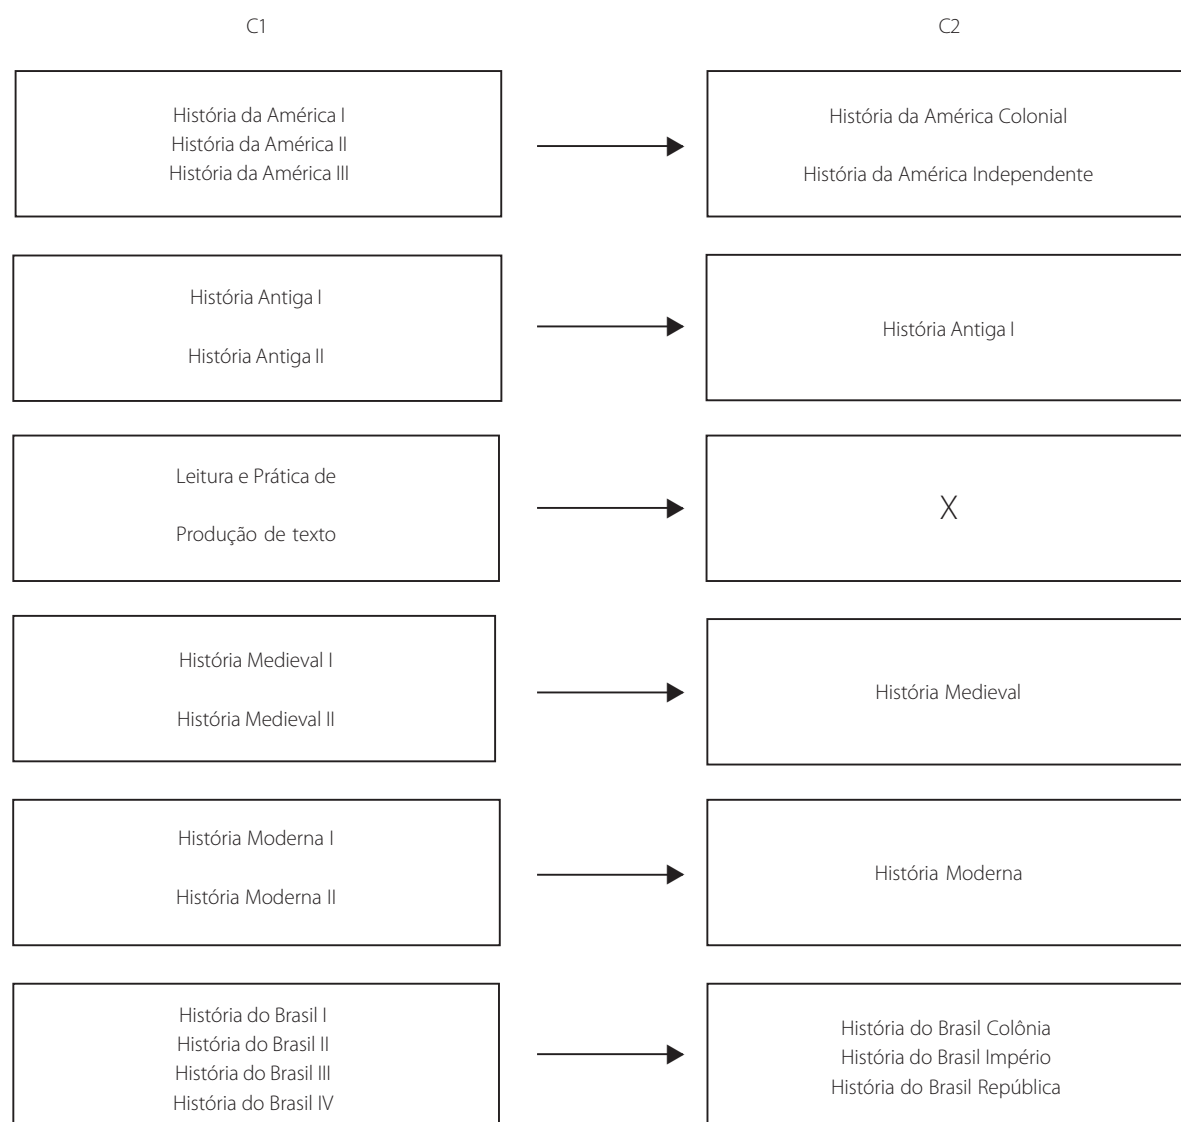 C1
C2
História da América I
História da América II
História da América III
História da América Colonial
História da América Independente
História Antiga I
História Antiga II
História Antiga I
Leitura e Prática de
Produção de texto
X
História Medieval I
História Medieval II
História Medieval
História Moderna I
História Moderna II
História Moderna
História do Brasil I
História do Brasil II
História do Brasil III
História do Brasil IV
História do Brasil Colônia
História do Brasil Império
História do Brasil República